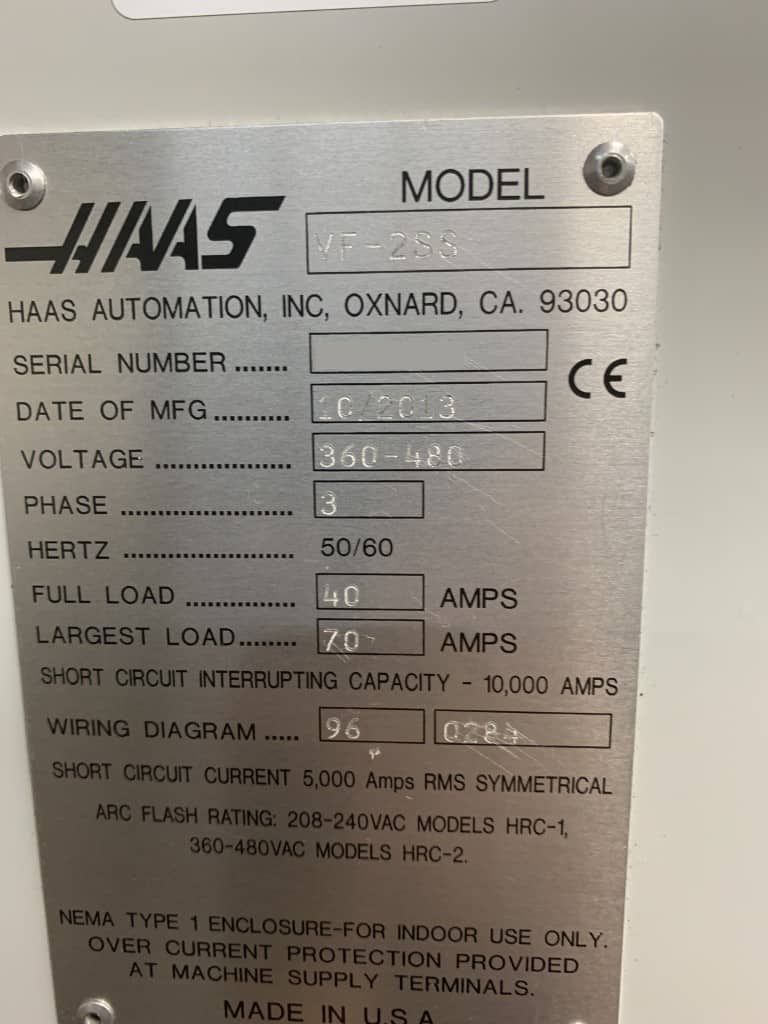 MODEL
HAAS
VF-2SS
HAAS AUTOMATION, INC, OXNARD, CA. 93030
SERIAL NUMBER .......
CE
DATE OF MFG .......... 10/2013
VOLTAGE .................. 360-480
PHASE ....................... 3
HERTZ ....................... 50/60
FULL LOAD ............... 40 AMPS
LARGEST LOAD........ 70 AMPS
SHORT CIRCUIT INTERRUPTING CAPACITY - 10,000 AMPS
WIRING DIAGRAM ..... 96 0284
SHORT CIRCUIT CURRENT 5,000 Amps RMS SYMMETRICAL
ARC FLASH RATING: 208-240VAC MODELS HRC-1,
360-480VAC MODELS HRC-2.
NEMA TYPE 1 ENCLOSURE-FOR INDOOR USE ONLY.
OVER CURRENT PROTECTION PROVIDED
AT MACHINE SUPPLY TERMINALS.
MADE IN U.S.A